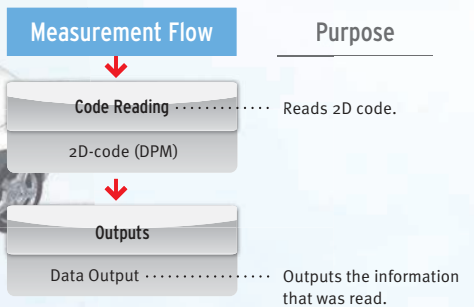 Measurement Flow
Purpose
Code Reading
Reads 2D code.
2D-code (DPM)
Outputs
Data Output
Outputs the information
that was read.